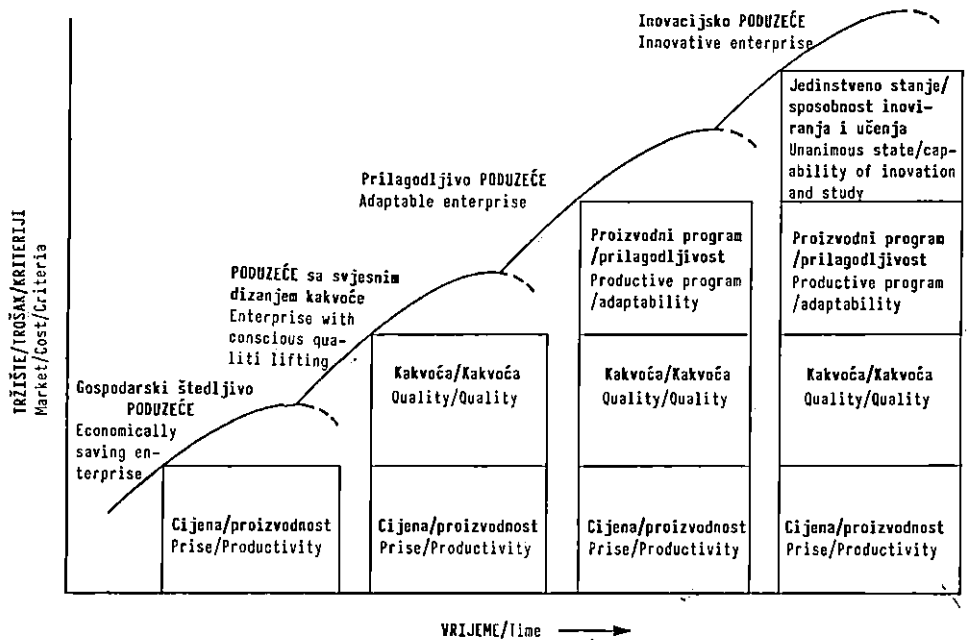 Inovacijsko PODUZEĆE
Innovative enterprise
Jedinstveno stanje/
sposobnost inovi-
ranja i učenja
Unanimous state/cap-
ability of inovation
and study
Prilagodljivo PODUZEĆE
Adaptable enterprise
Proizvodni program
/prilagodljivost
Productive program
/adaptability
Proizvodni program
/prilagodljivost
Productive program
/adaptability
PODUZEĆE sa svjesnim
dizanjem kakvoće
Enterprise with
conscious qua-
liti lifting
Kakvoća/Kakvoća
Quality/Quality
Kakvoća/Kakvoća
Quality/Quality
Kakvoća/Kakvoća
Quality/Quality
Gospodarski štedljivo
PODUZEĆE
Economically
saving en-
terprise
Cijena/proizvodnost
Prise/Productivity
Cijena/proizvodnost
Prise/Productivity
Cijena/proizvodnost
Prise/Productivity
Cijena/proizvodnost
Prise/Productivity
TRŽIŠTE/TROŠAK/KRITERIJI
Market/Cost/Criteria
VRIJEME/Time